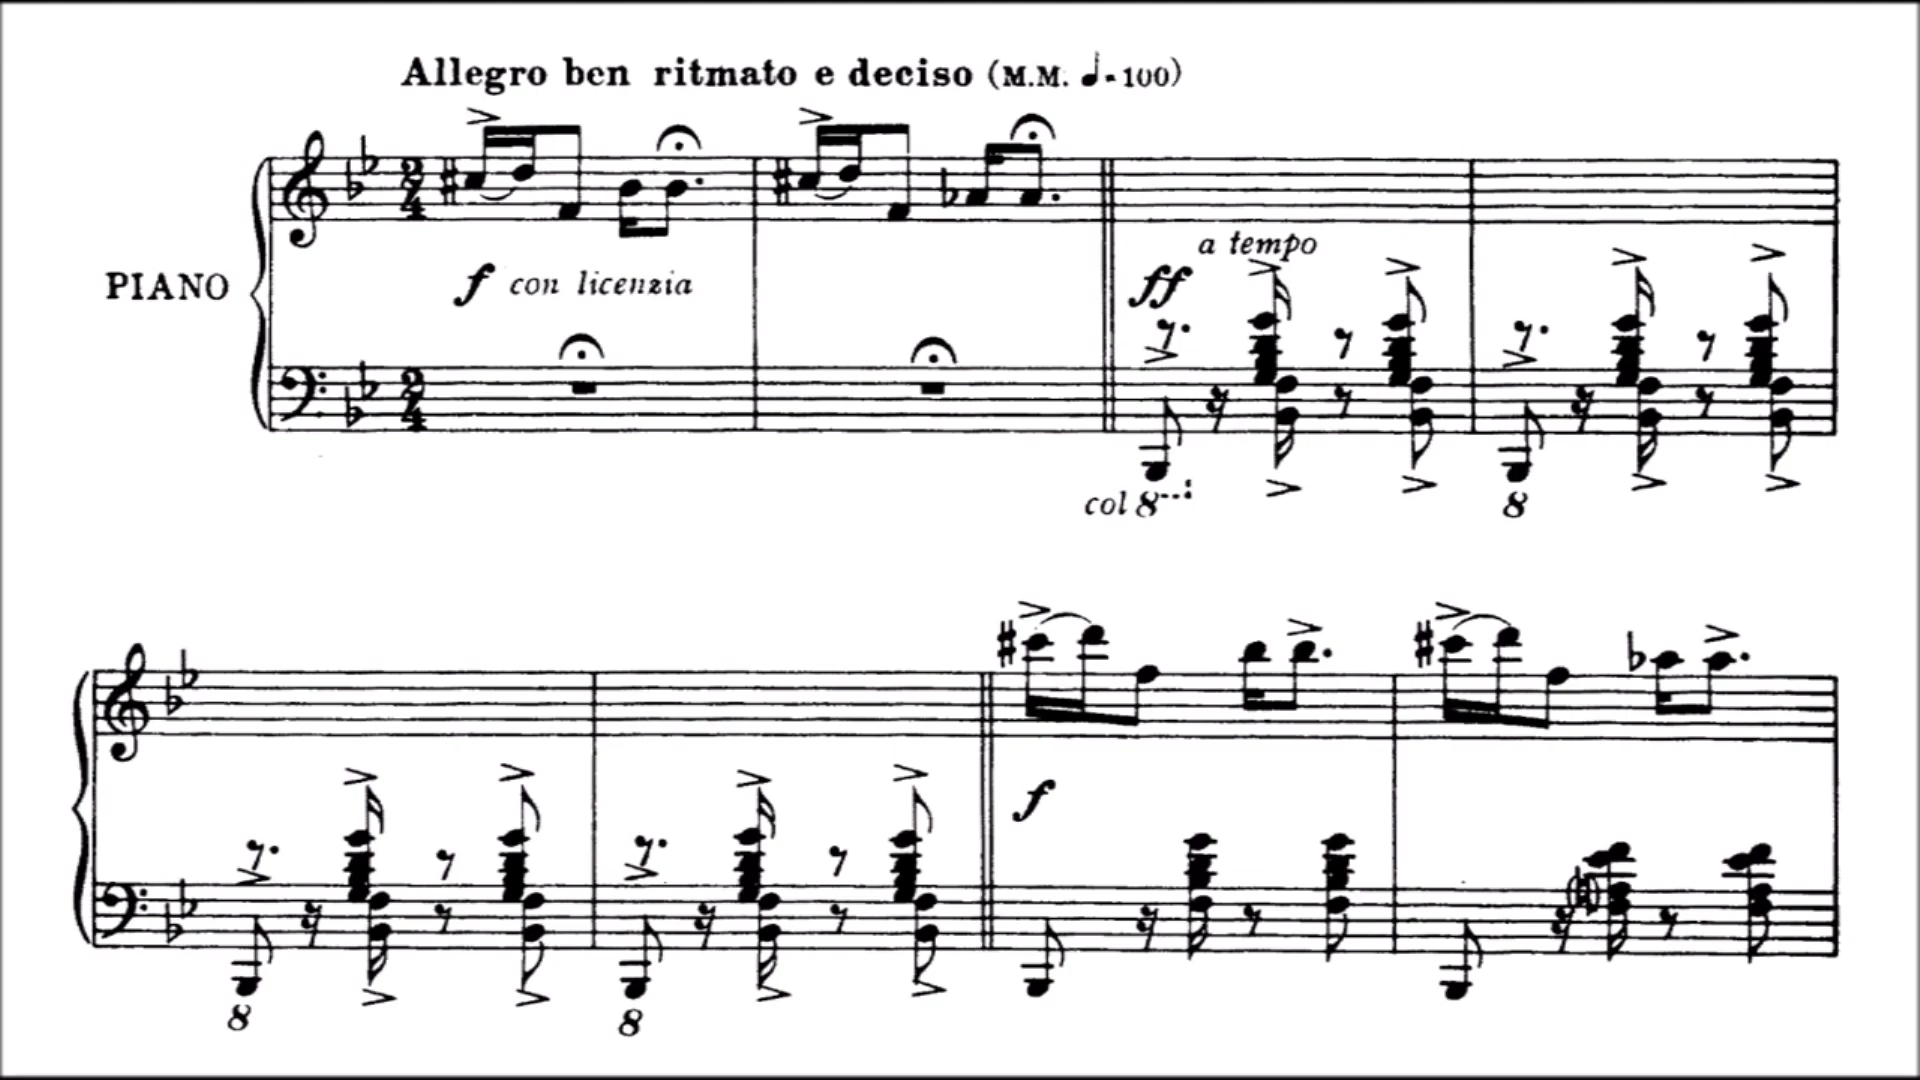 Allegro ben ritmato e deciso (M.M. ♩=100)
PIANO
f con licenzia
a tempo
ff
col 8
8
f
8
8